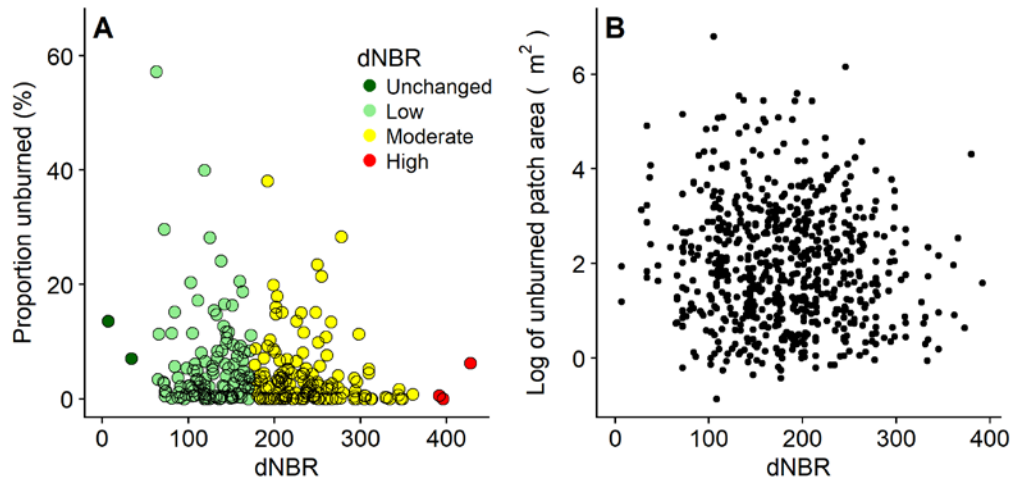 A
Proportion unburned (%)
60
40
20
0
dNBR
Unchanged
Low
Moderate
High
0 100 200 300 400
dNBR
B
Log of unburned patch area ( m²)
6
4
2
0
0 100 200 300 400
dNBR